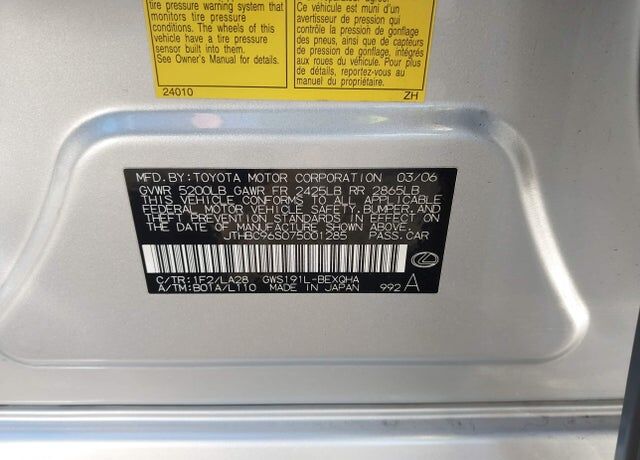 tire pressure warning system that
monitors tire pressure
conditions. The wheels of this
vehicle have a tire pressure
sensor built into them.
See Owner's Manual for details.
24010
Ce véhicule est muni d'un
avertisseur de pression qui
contrôle la pression de gonflage
des pneus, ainsi que de capteurs
de pression de gonflage, intégrés
aux roues du véhicule. Pour plus
de détails, reportez-vous au
manuel du propriétaire.
ZH
MFD.BY:TOYOTA MOTOR CORPORATION 03/06
GVWR 5200LB GAWR FR 2425LB RR 2865LB
THIS VEHICLE CONFORMS TO ALL APPLICABLE
FEDERAL MOTOR VEHICLE SAFETY, BUMPER, AND
THEFT PREVENTION STANDARDS IN EFFECT ON
THE DATE OF MANUFACTURE SHOWN ABOVE.
JTHBC96S075001285 PASS.CAR
C/TR:1F2/LA28 GWS191L-BEXQHA
A/TM:B01A/L110 MADE IN JAPAN 992 A